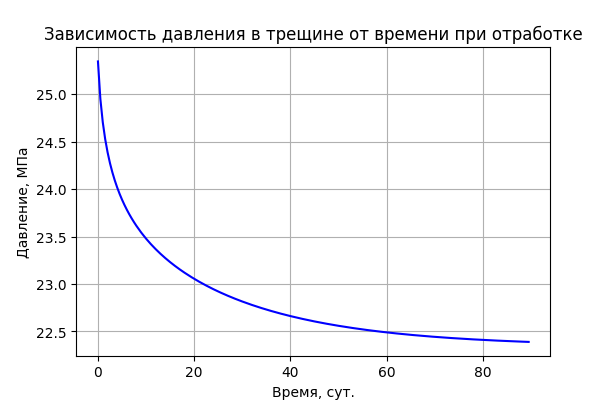 Зависимость давления в трещине от времени при отработке
Давление, МПа
25.0
24.5
24.0
23.5
23.0
22.5
0 20 40 60 80
Время, сут.